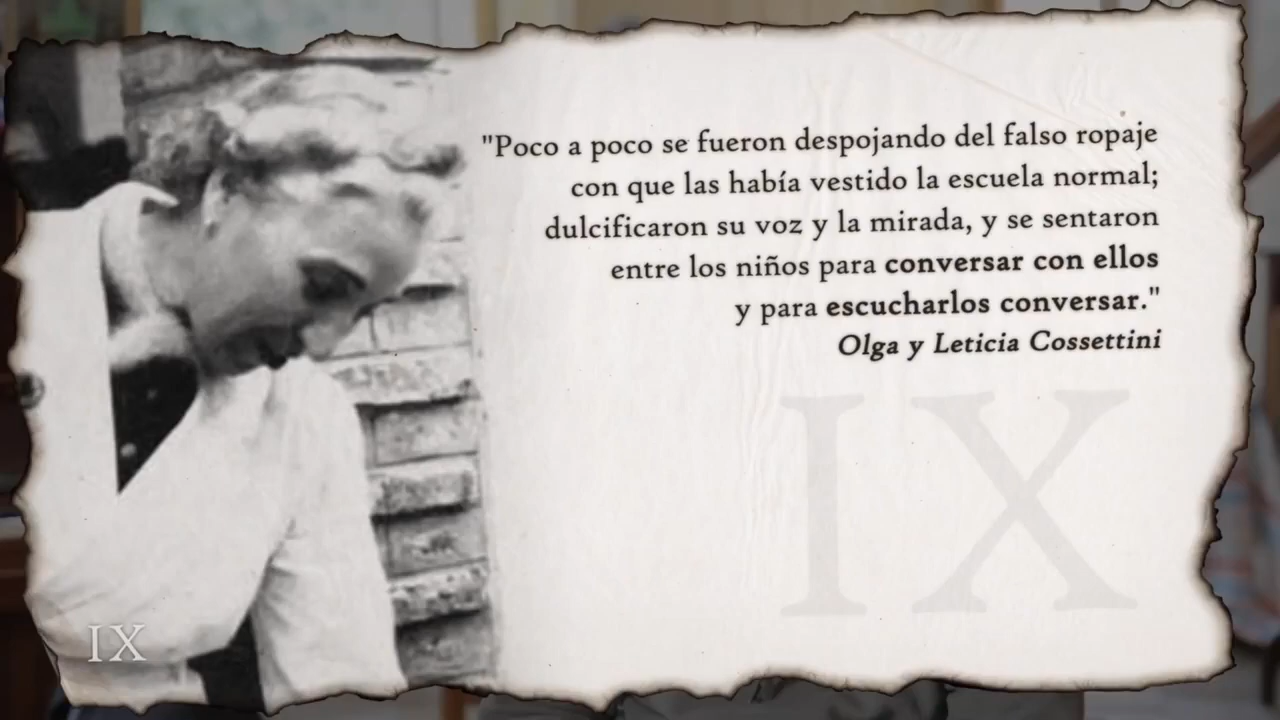 "Poco a poco se fueron despojando del falso ropaje
con que las había vestido la escuela normal;
dulcificaron su voz y la mirada, y se sentaron
entre los niños para conversar con ellos
y para escucharlos conversar."
Olga y Leticia Cossettini
IX
IX